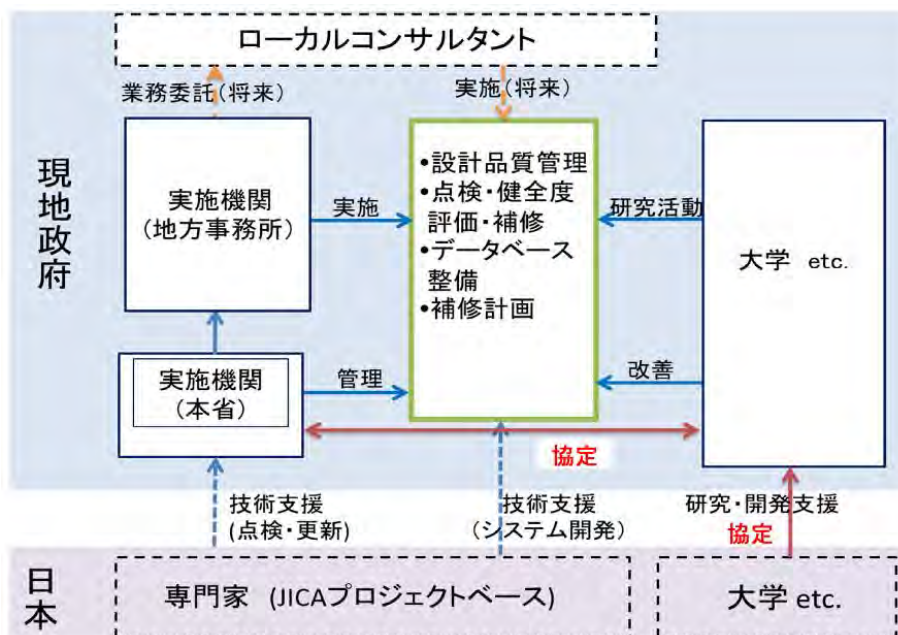 ローカルコンサルタント
業務委託(将来)
実施(将来)
現地政府
実施機関
(地方事務所)
実施
•設計品質管理
•点検・健全度
評価・補修
•データベース
整備
•補修計画
研究活動
大学 etc.
実施機関
(本省)
管理
改善
協定
技術支援
(点検・更新)
技術支援
(システム開発)
研究・開発支援
協定
日本
専門家 (JICAプロジェクトベース)
大学 etc.